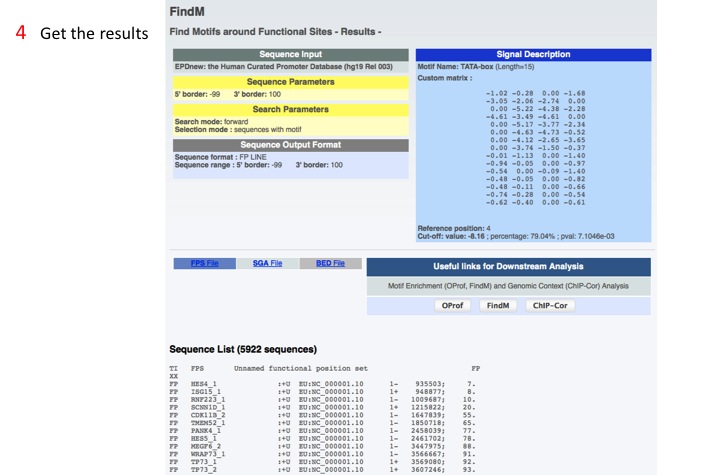 4 Get the results
FindM
Find Motifs around Functional Sites - Results -
Sequence Input
EPDnew: the Human Curated Promoter Database (hg19 Rel 003)
Sequence Parameters
5' border: -99 3' border: 100
Search Parameters
Search mode: forward
Selection mode : sequences with motif
Sequence Output Format
Sequence format : FP LINE
Sequence range : 5' border: -99 3' border: 100
Signal Description
Motif Name: TATA-box (Length=15)
Custom matrix :
-1.02 -0.28 0.00 -1.68
-3.05 -2.06 -2.74 0.00
0.00 -5.22 -4.38 -2.28
-4.61 -3.49 -4.61 0.00
0.00 -5.17 -3.77 -2.34
0.00 -4.63 -4.73 -0.52
0.00 -4.12 -2.65 -3.65
0.00 -3.74 -1.50 -0.37
-0.01 -1.13 0.00 -1.40
-0.94 -0.05 0.00 -0.97
-0.54 0.00 -0.09 -1.40
-0.48 -0.05 0.00 -0.82
-0.48 -0.11 0.00 -0.66
-0.74 -0.28 0.00 -0.54
-0.62 -0.40 0.00 -0.61
Reference position: 4
Cut-off: value: -8.16 ; percentage: 79.04% ; pval: 7.1046e-03
FPS File SGA File BED File
Useful links for Downstream Analysis
Motif Enrichment (OProf, FindM) and Genomic Context (ChIP-Cor) Analysis
OProf FindM ChIP-Cor
Sequence List (5922 sequences)
TI FPS Unnamed functional position set FP
XX
FP HES4_1 :+U EU:NC_000001.10 1- 935503; 7.
FP ISG15_1 :+U EU:NC_000001.10 1+ 948877; 8.
FP RNF223_1 :+U EU:NC_000001.10 1- 1009687; 10.
FP SCNN1D_1 :+U EU:NC_000001.10 1+ 1215822; 20.
FP CDK11B_2 :+U EU:NC_000001.10 1- 1647839; 55.
FP TMEM52_1 :+U EU:NC_000001.10 1- 1850718; 65.
FP PANK4_1 :+U EU:NC_000001.10 1- 2458039; 77.
FP HES5_1 :+U EU:NC_000001.10 1- 2461702; 78.
FP MEGF6_2 :+U EU:NC_000001.10 1- 3447975; 88.
FP WRAP73_1 :+U EU:NC_000001.10 1- 3566667; 91.
FP TP73_1 :+U EU:NC_000001.10 1+ 3569080; 92.
FP TP73_2 :+U EU:NC_000001.10 1+ 3607246; 93.